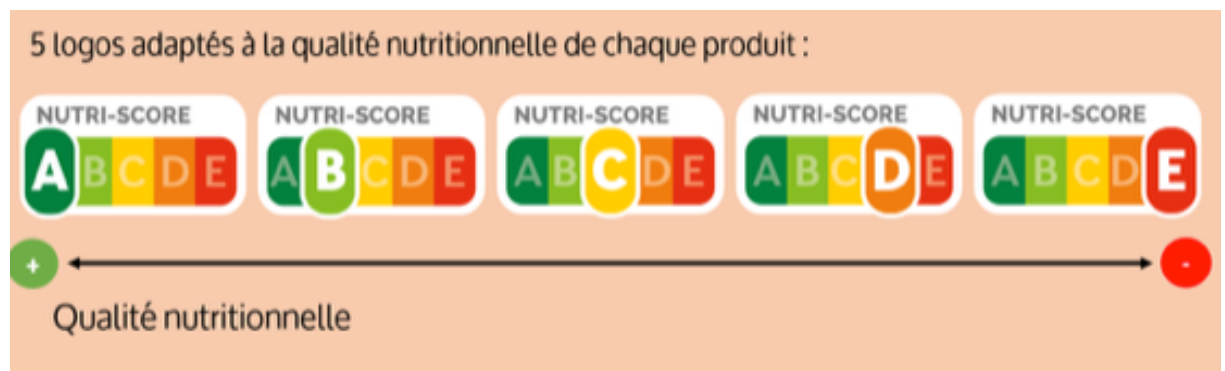 5 logos adaptés à la qualité nutritionnelle de chaque produit :
NUTRI-SCORE NUTRI-SCORE NUTRI-SCORE NUTRI-SCORE NUTRI-SCORE
A B C D E A B C D E A B C D E A B C D E A B C D E
+ -
Qualité nutritionnelle